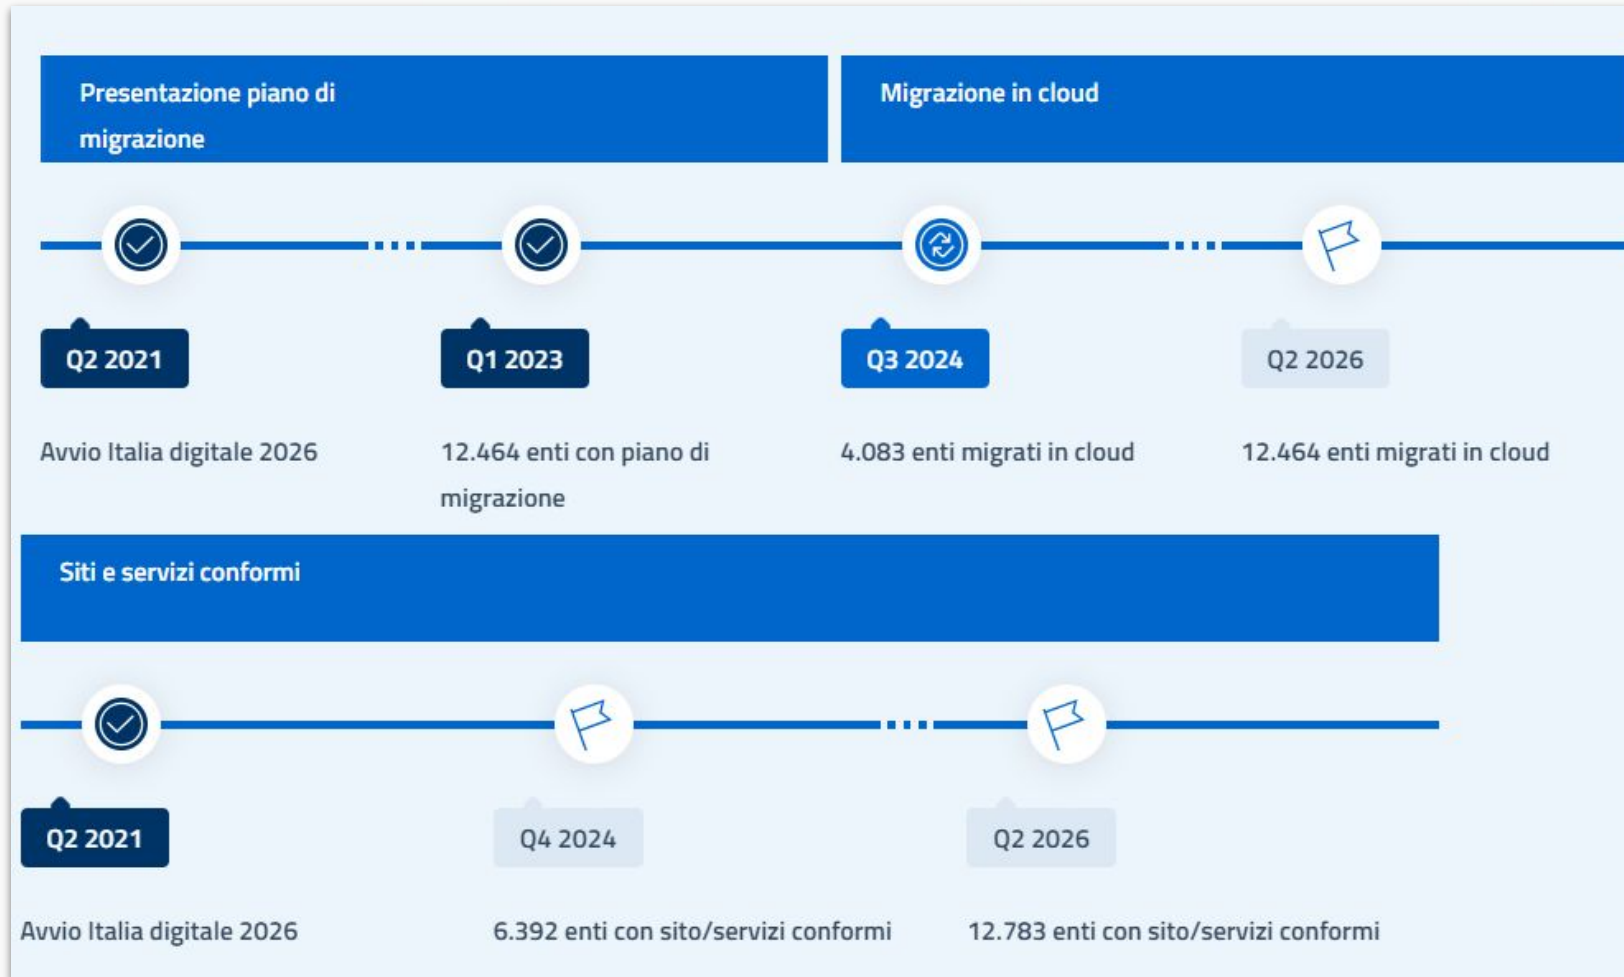 Presentazione piano di
migrazione
Migrazione in cloud
Q2 2021
Q1 2023
Q3 2024
Q2 2026
Avvio Italia digitale 2026
12.464 enti con piano di
migrazione
4.083 enti migrati in cloud
12.464 enti migrati in cloud
Siti e servizi conformi
Q2 2021
Q4 2024
Q2 2026
Avvio Italia digitale 2026
6.392 enti con sito/servizi conformi
12.783 enti con sito/servizi conformi